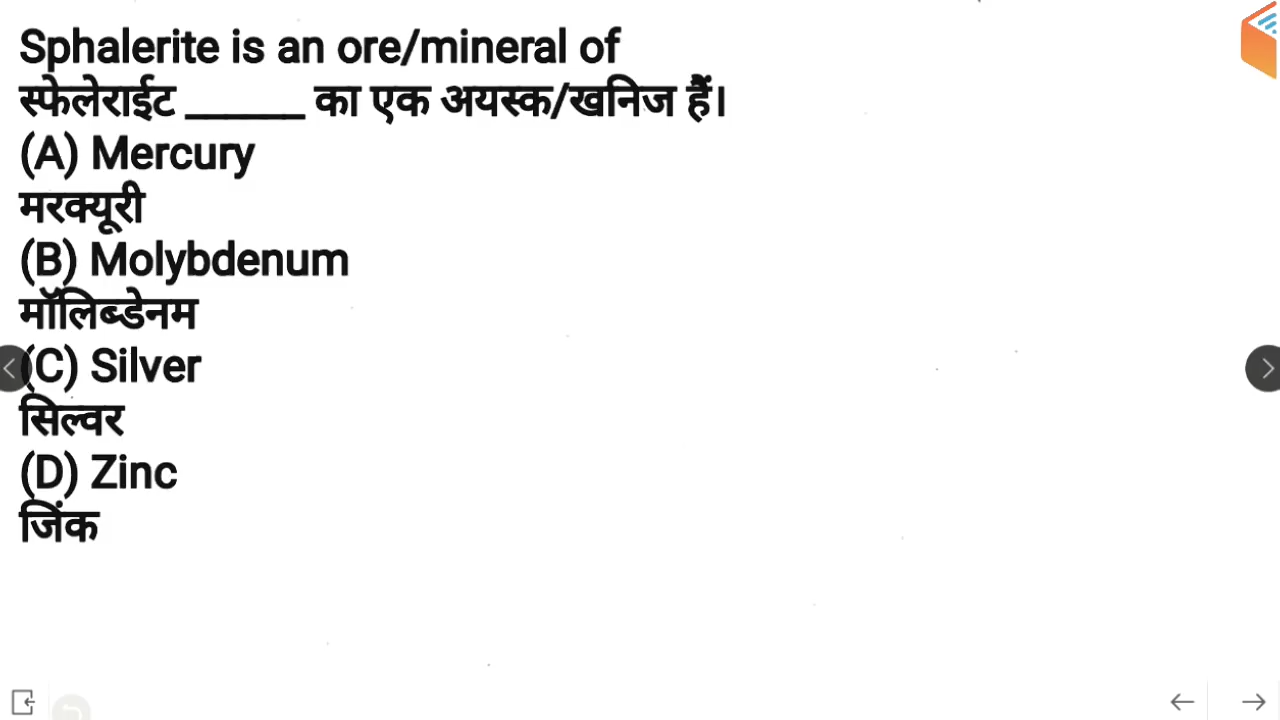 Sphalerite is an ore/mineral of
स्फेलेराईट ______ का एक अयस्क/खनिज हैं।
(A) Mercury
मरक्यूरी
(B) Molybdenum
मॉलिब्डेनम
(C) Silver
सिल्वर
(D) Zinc
जिंक